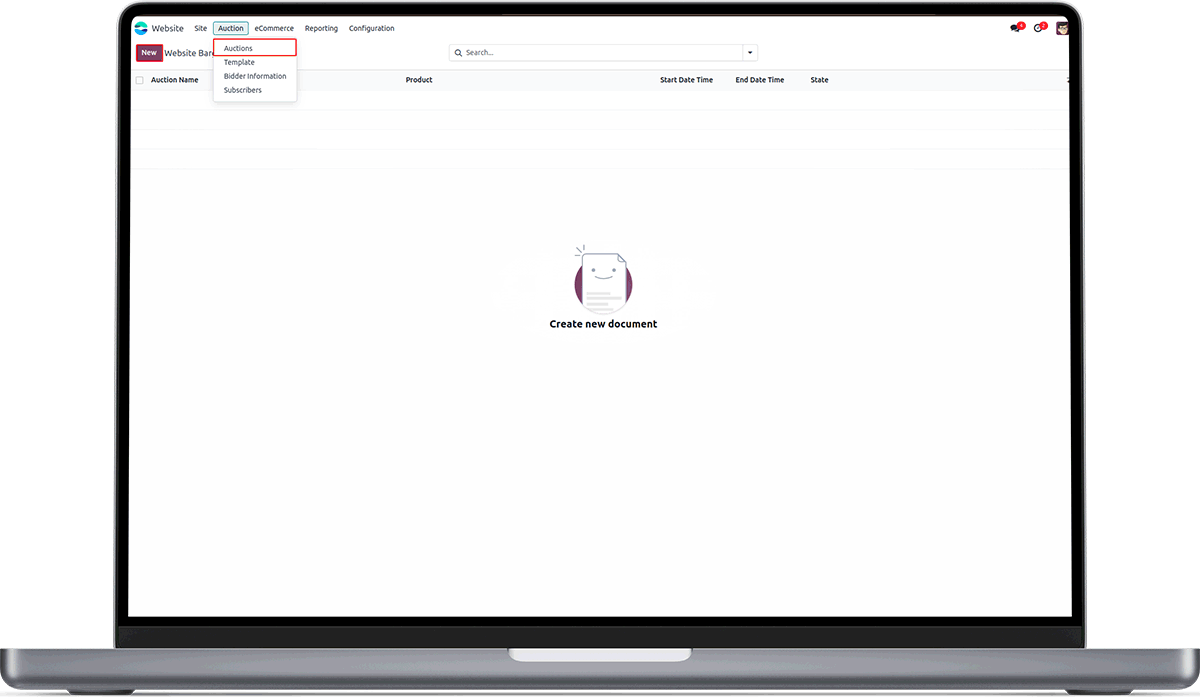 Website Site Auction eCommerce Reporting Configuration
New Website Bar
Search...
Auctions
Template
Bidder Information
Subscribers
Auction Name Product Start Date Time End Date Time State
Create new document